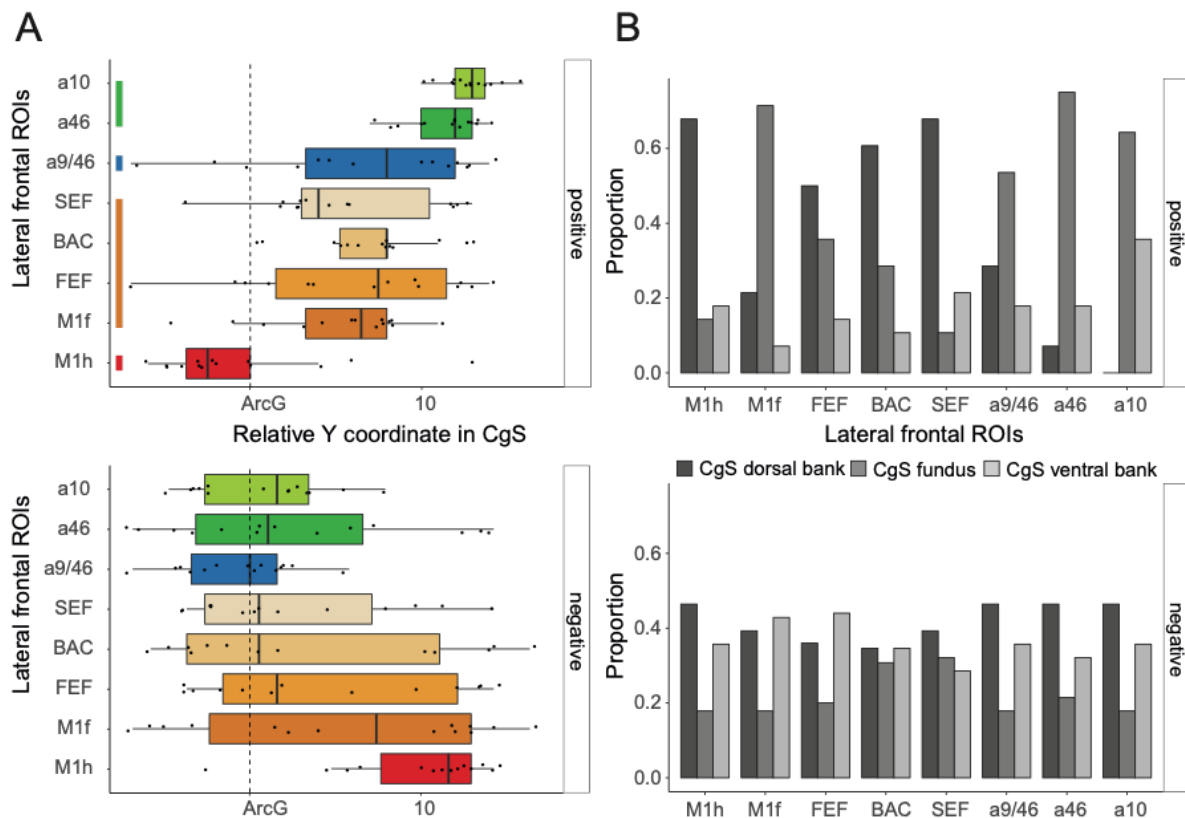 A
Lateral frontal ROIs
a10
a46
a9/46
SEF
BAC
FEF
M1f
M1h
positive
ArcG 10
Relative Y coordinate in CgS
Lateral frontal ROIs
a10
a46
a9/46
SEF
BAC
FEF
M1f
M1h
negative
ArcG 10
B
Proportion
0.6
0.4
0.2
0.0
positive
M1h M1f FEF BAC SEF a9/46 a46 a10
Lateral frontal ROIs
CgS dorsal bank CgS fundus CgS ventral bank
Proportion
0.6
0.4
0.2
0.0
negative
M1h M1f FEF BAC SEF a9/46 a46 a10